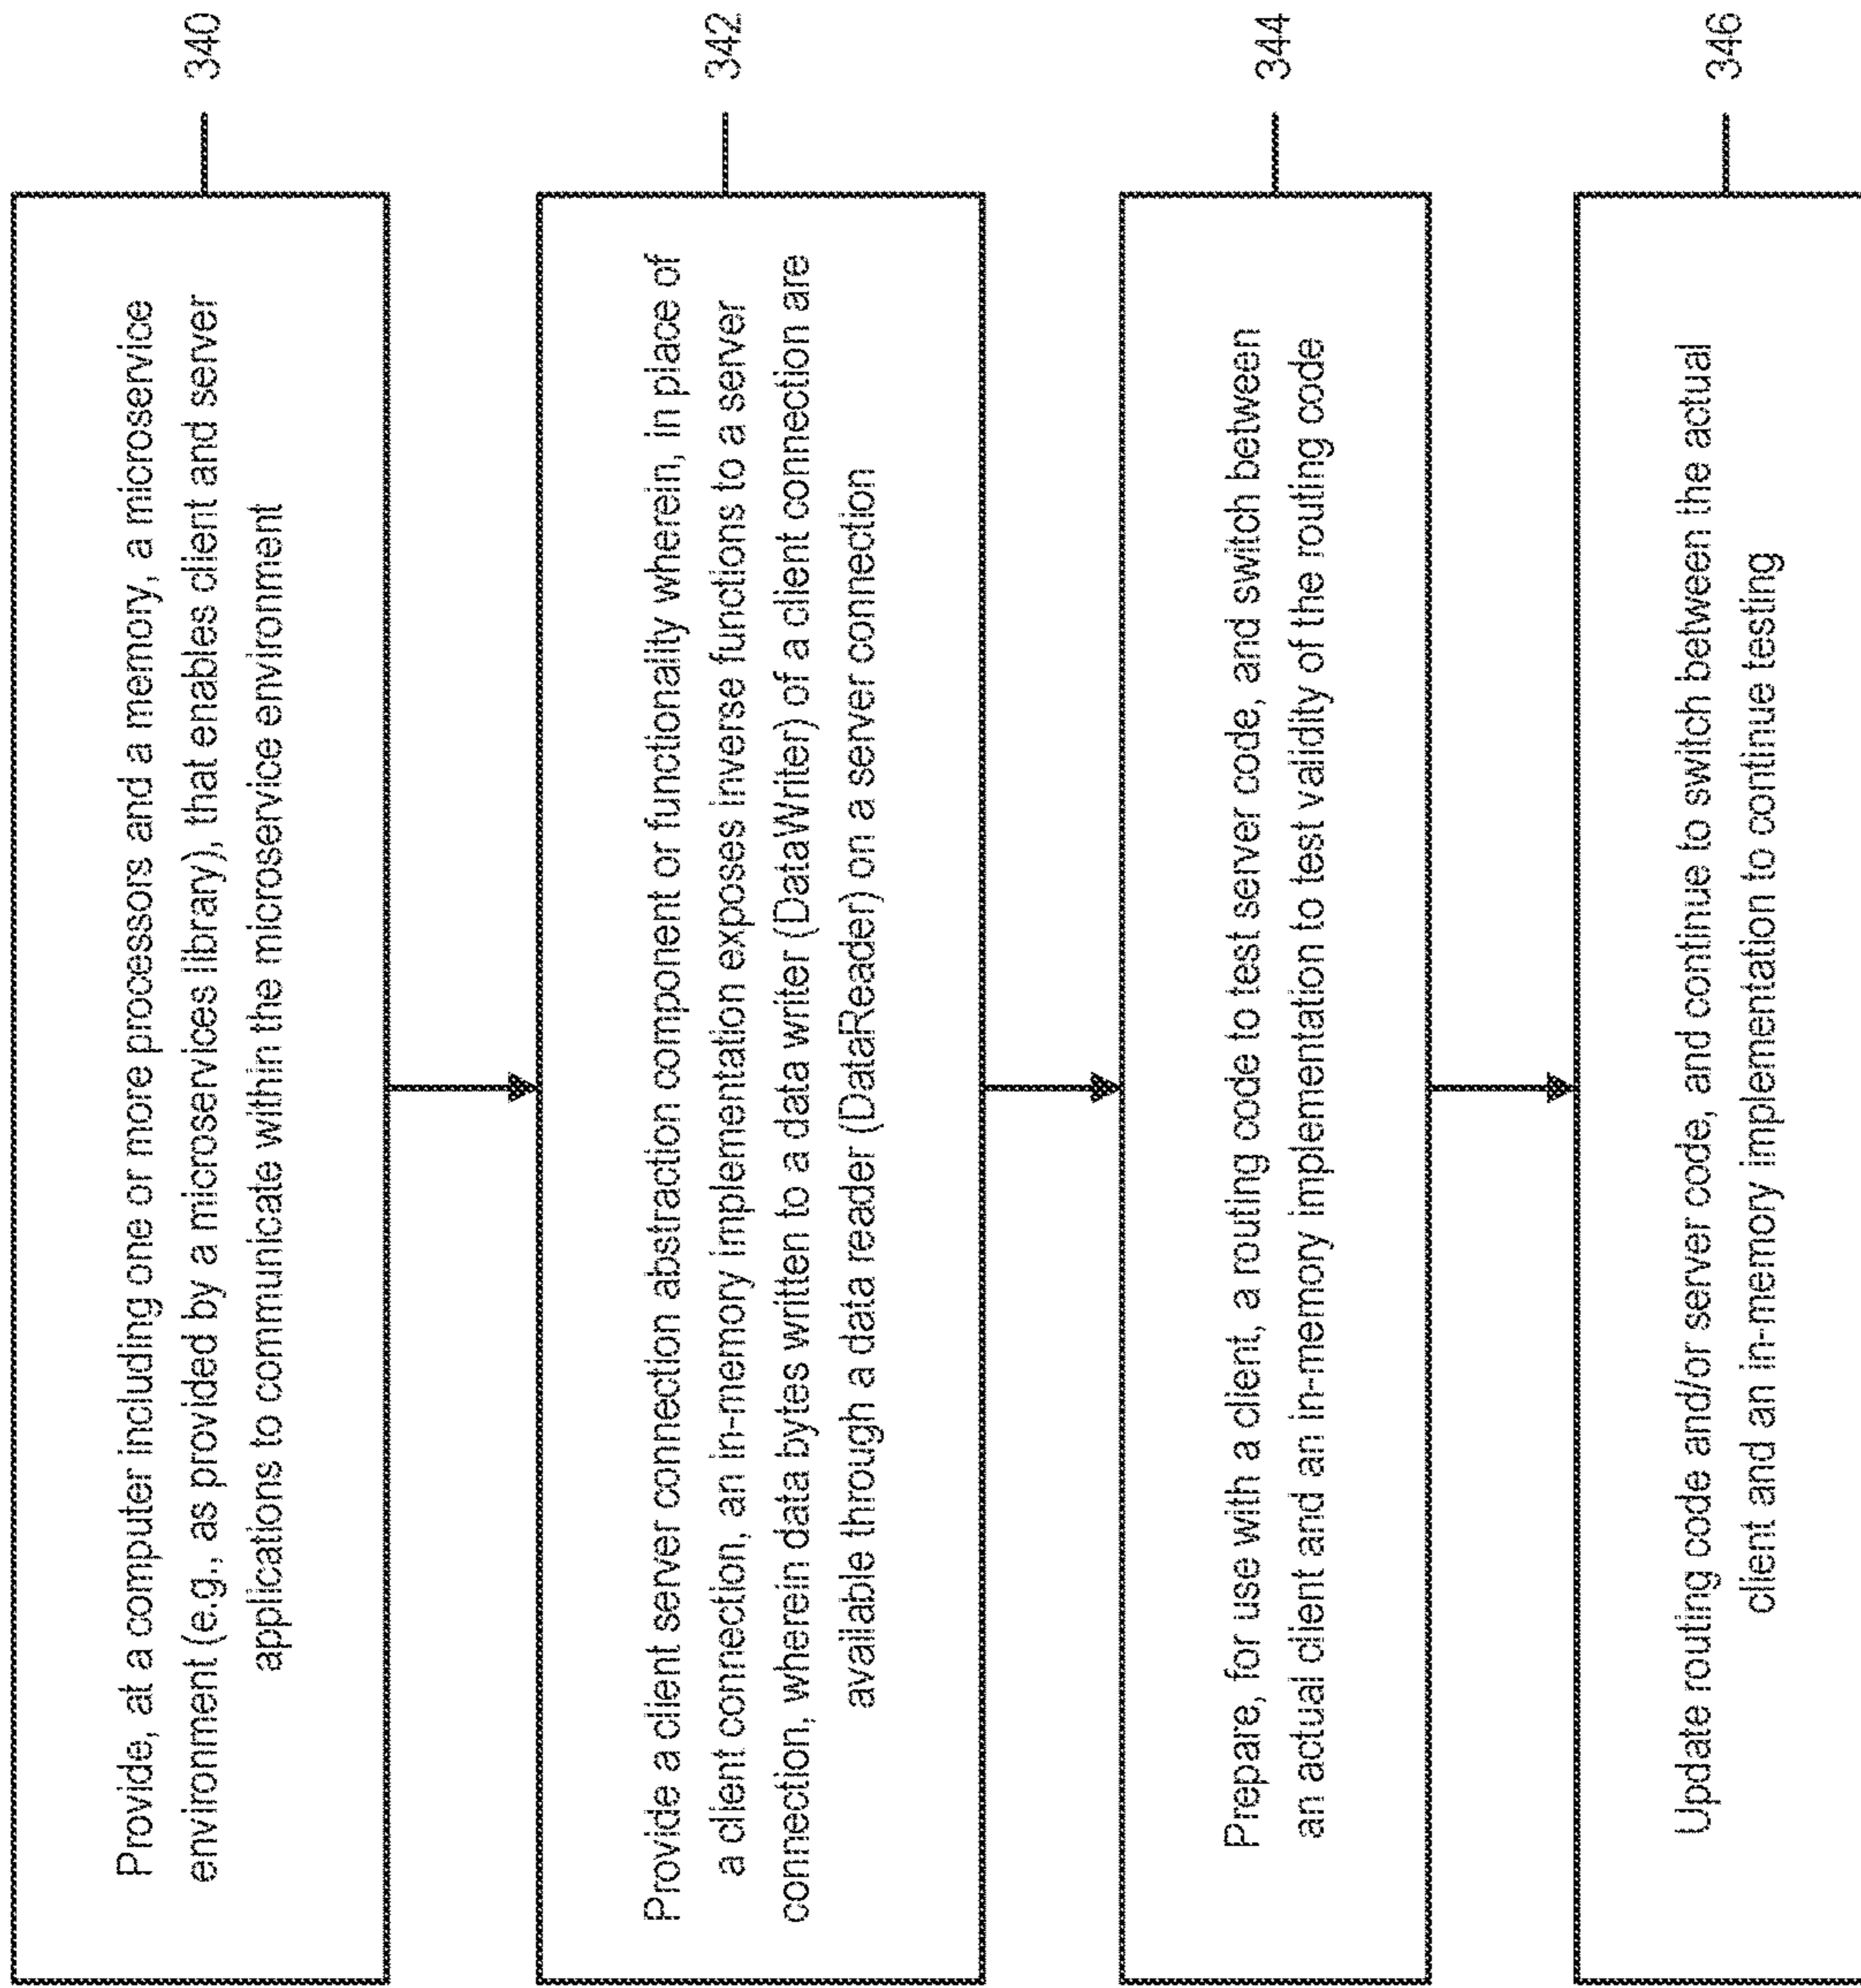 Provide, at a computer including one or more processors and a memory, a microservice
environment (e.g., as provided by a microservices library), that enables client and server
applications to communicate within the microservice environment
340
Provide a client server connection abstraction component or functionality wherein, in place of
a client connection, an in-memory implementation exposes inverse functions to a server
connection, wherein data bytes written to a data writer (DataWriter) of a client connection are
available through a data reader (DataReader) on a server connection
342
Prepare, for use with a client, a routing code to test server code, and switch between
an actual client and an in-memory implementation to test validity of the routing code
344
Update routing code and/or server code, and continue to switch between the actual
client and an in-memory implementation to continue testing
346